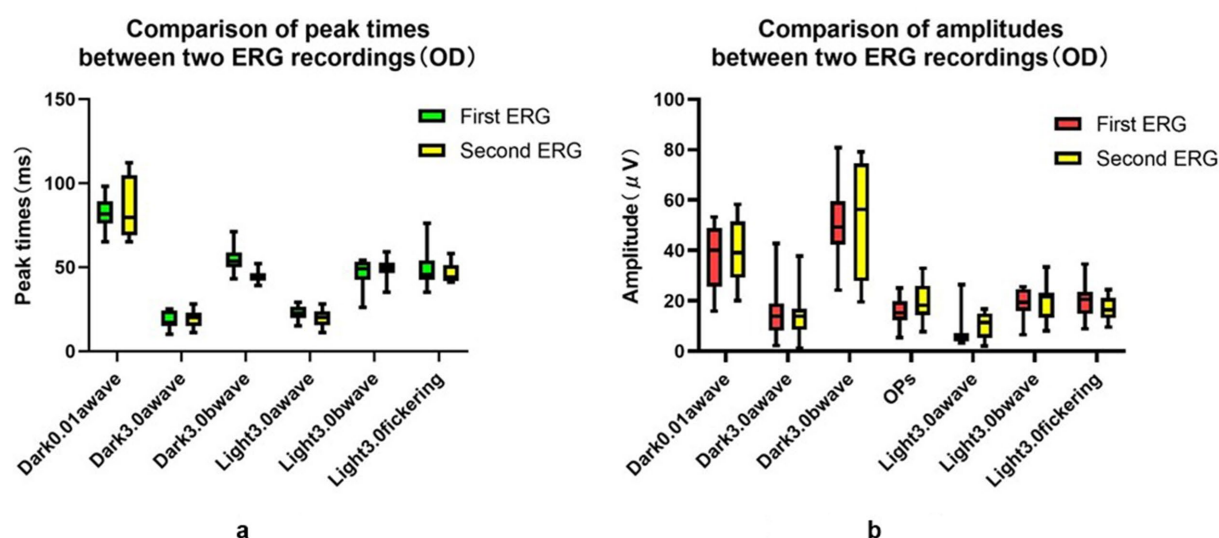 Comparison of peak times
between two ERG recordings(OD)
150
100
50
0
Peak times(ms)
First ERG
Second ERG
Dark0.01awave
Dark3.0awave
Dark3.0bwave
Light3.0awave
Light3.0bwave
Light3.0fickering
a
Comparison of amplitudes
between two ERG recordings(OD)
100
80
60
40
20
0
Amplitude(μV)
First ERG
Second ERG
Dark0.01awave
Dark3.0awave
Dark3.0bwave
OPs
Light3.0awave
Light3.0bwave
Light3.0fickering
b